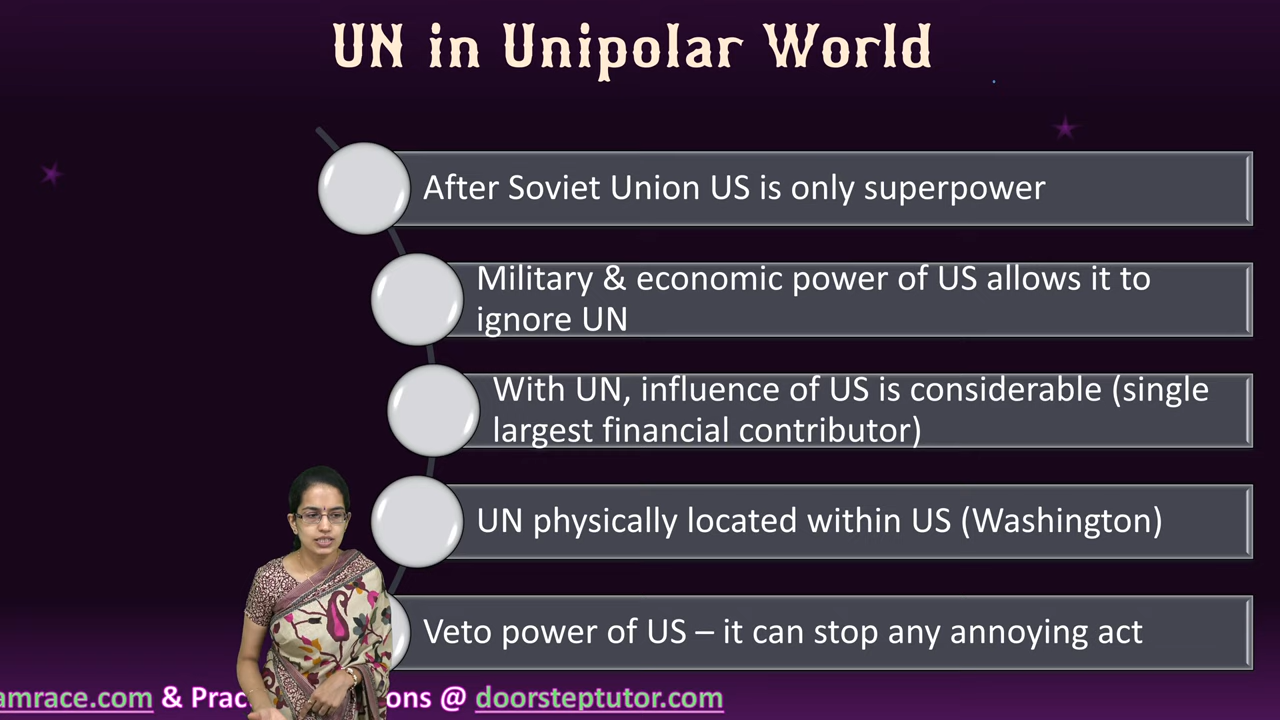 UN in Unipolar World
After Soviet Union US is only superpower
Military & economic power of US allows it to
ignore UN
With UN, influence of US is considerable (single
largest financial contributor)
UN physically located within US (Washington)
Veto power of US – it can stop any annoying act
amrace.com & Prac ons @ doorsteptutor.com